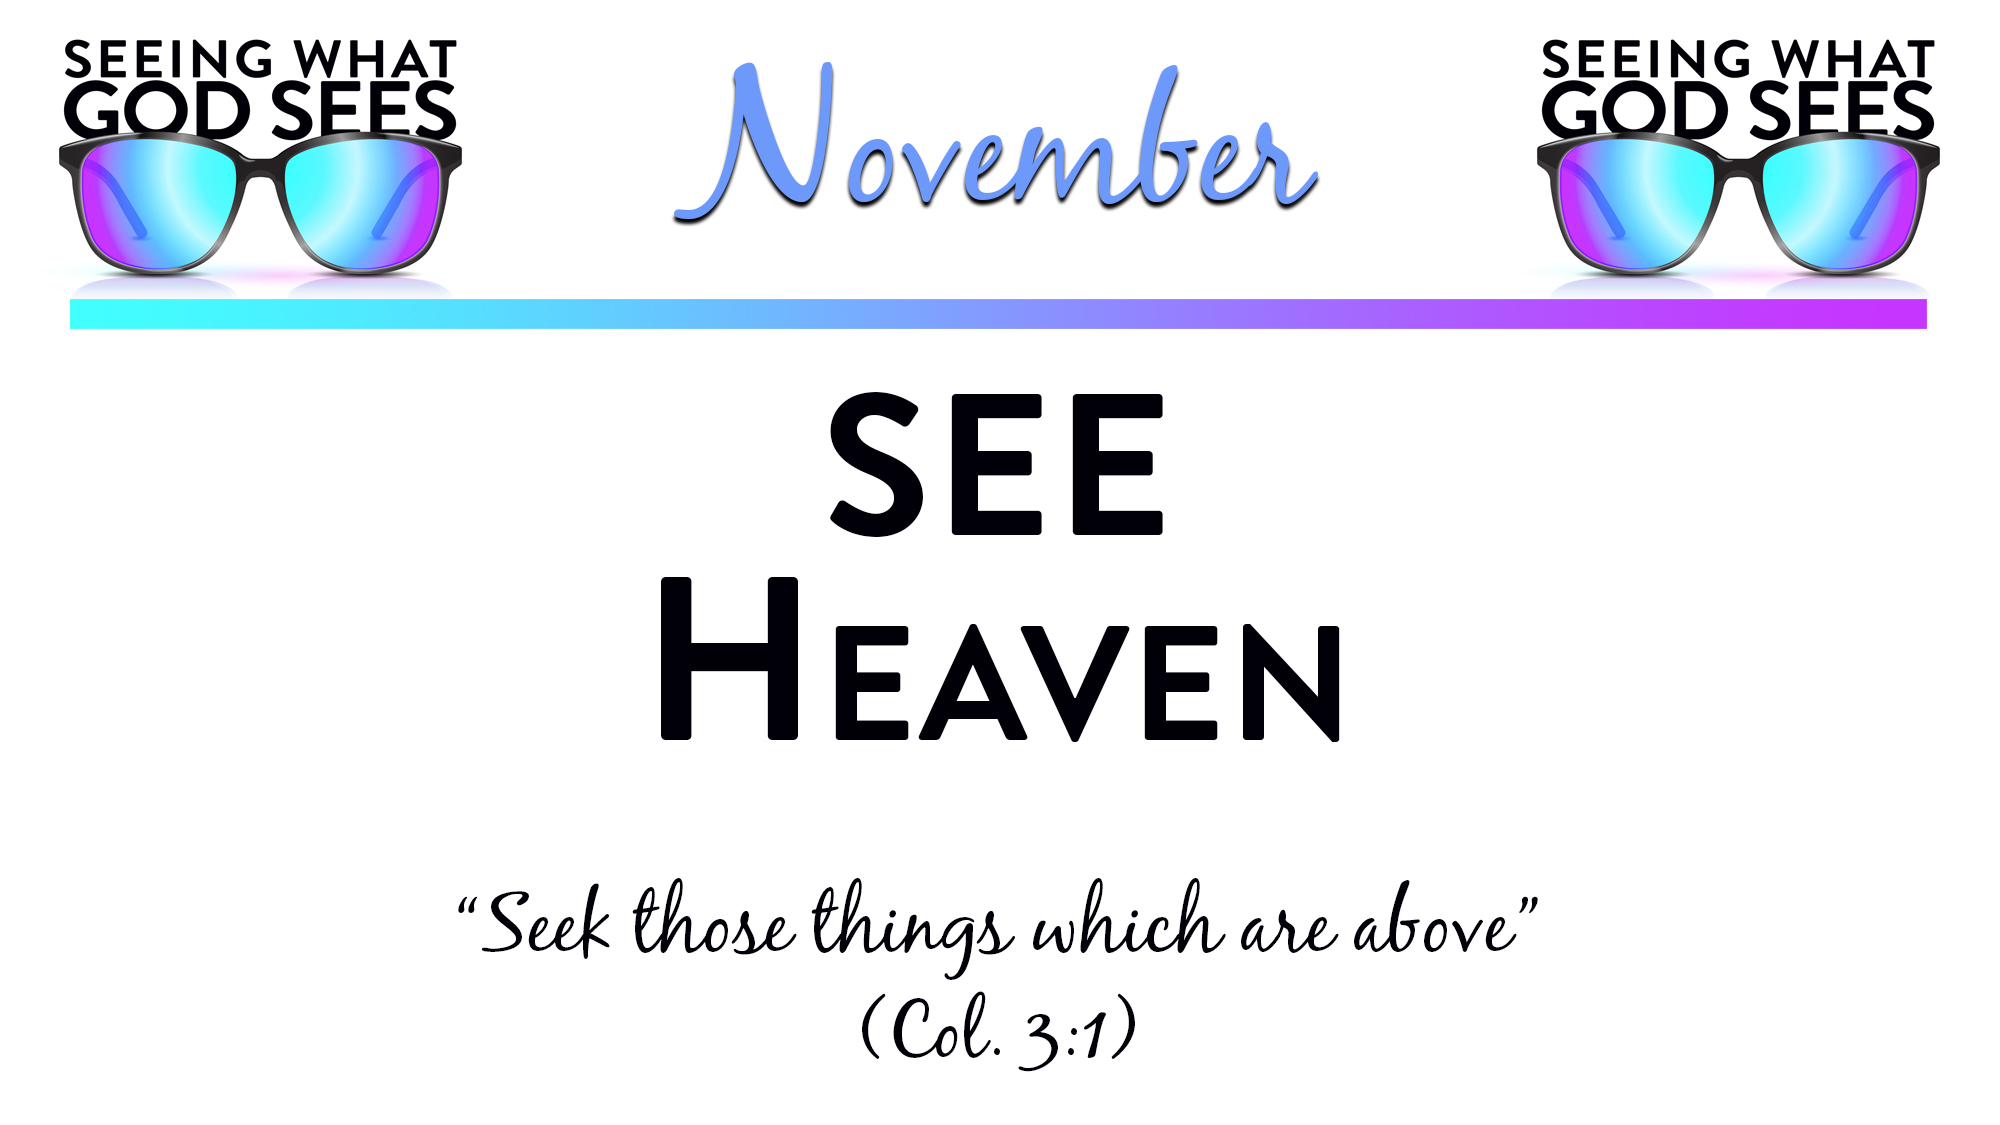 SEEING WHAT
GOD SEES
November
SEEING WHAT
GOD SEES
SEE
HEAVEN
“Seek those things which are above”
(Col. 3:1)